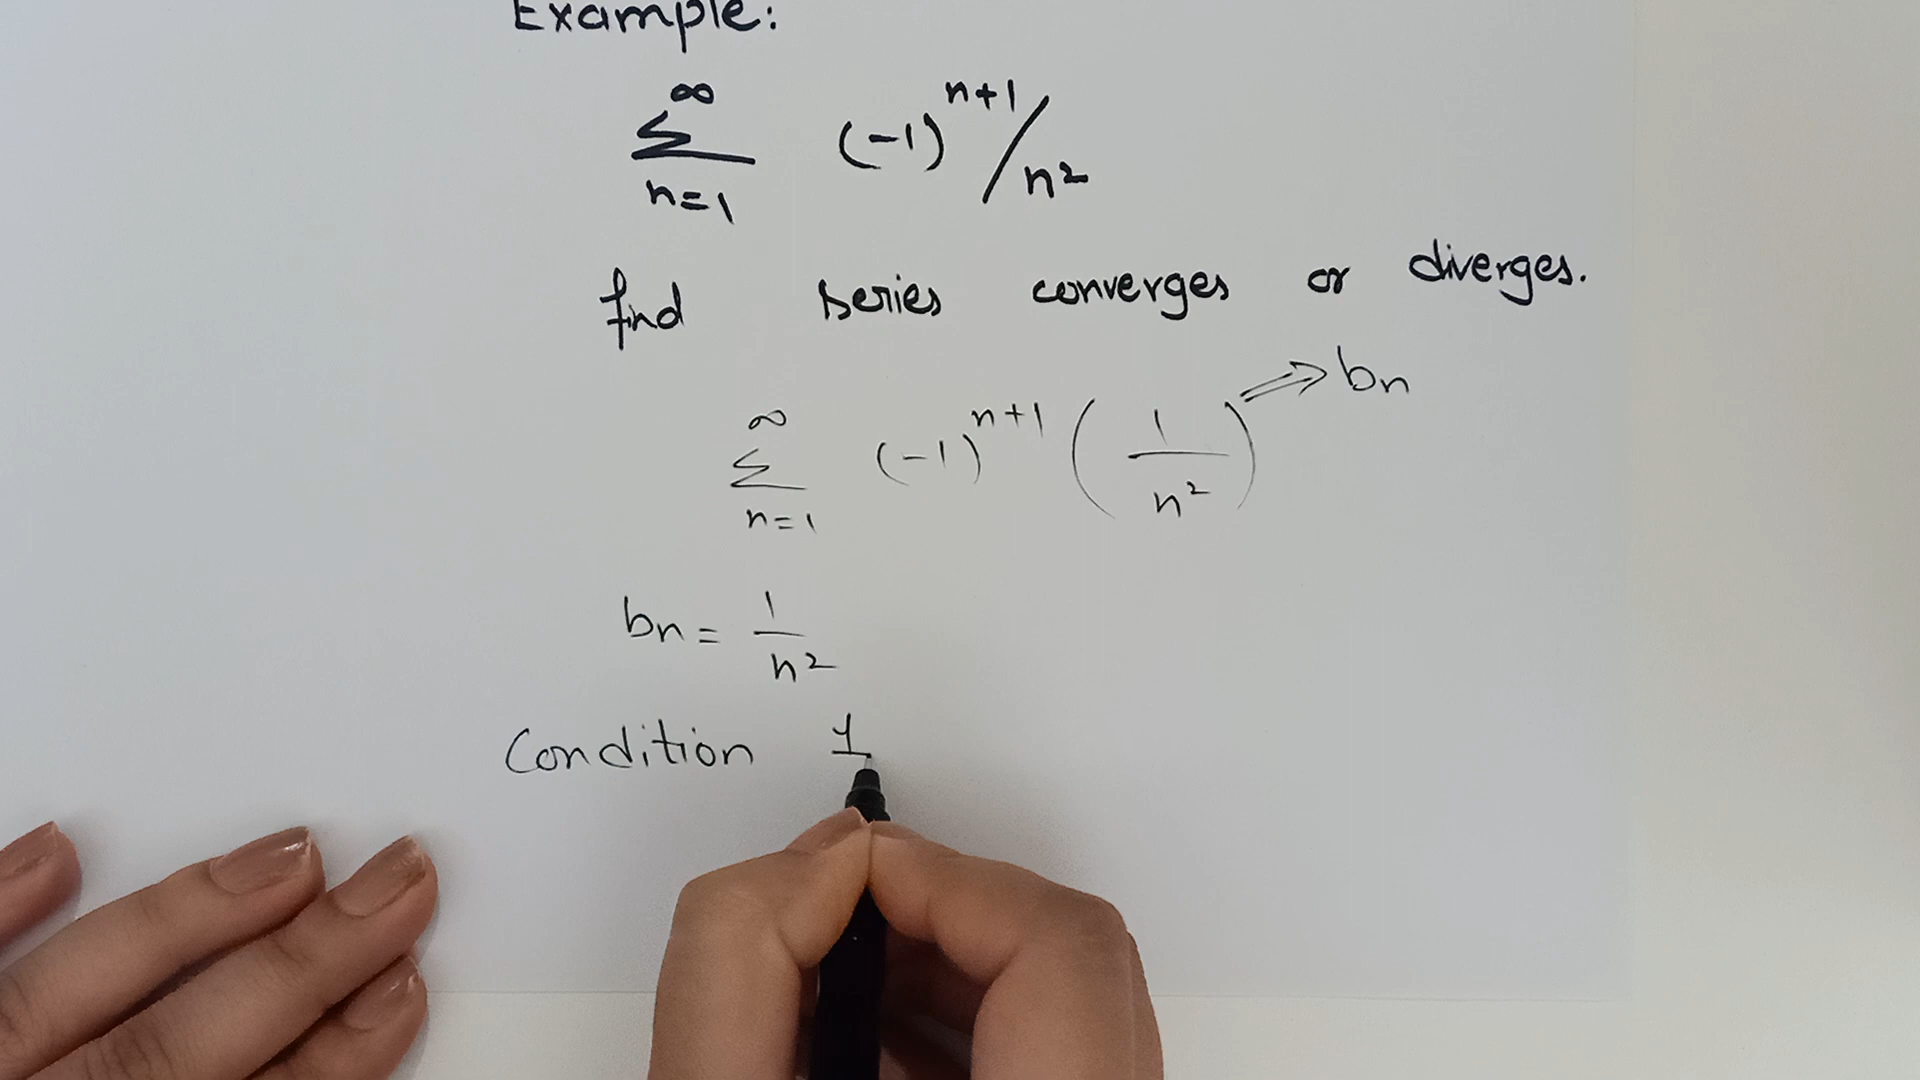 Example:
∞
Σ (-1)^{n+1}/n²
n=1
find series converges or diverges.
∞
Σ (-1)^{n+1} (1/n²) ⇒ bn
n=1
bn = 1/n²
Condition 1